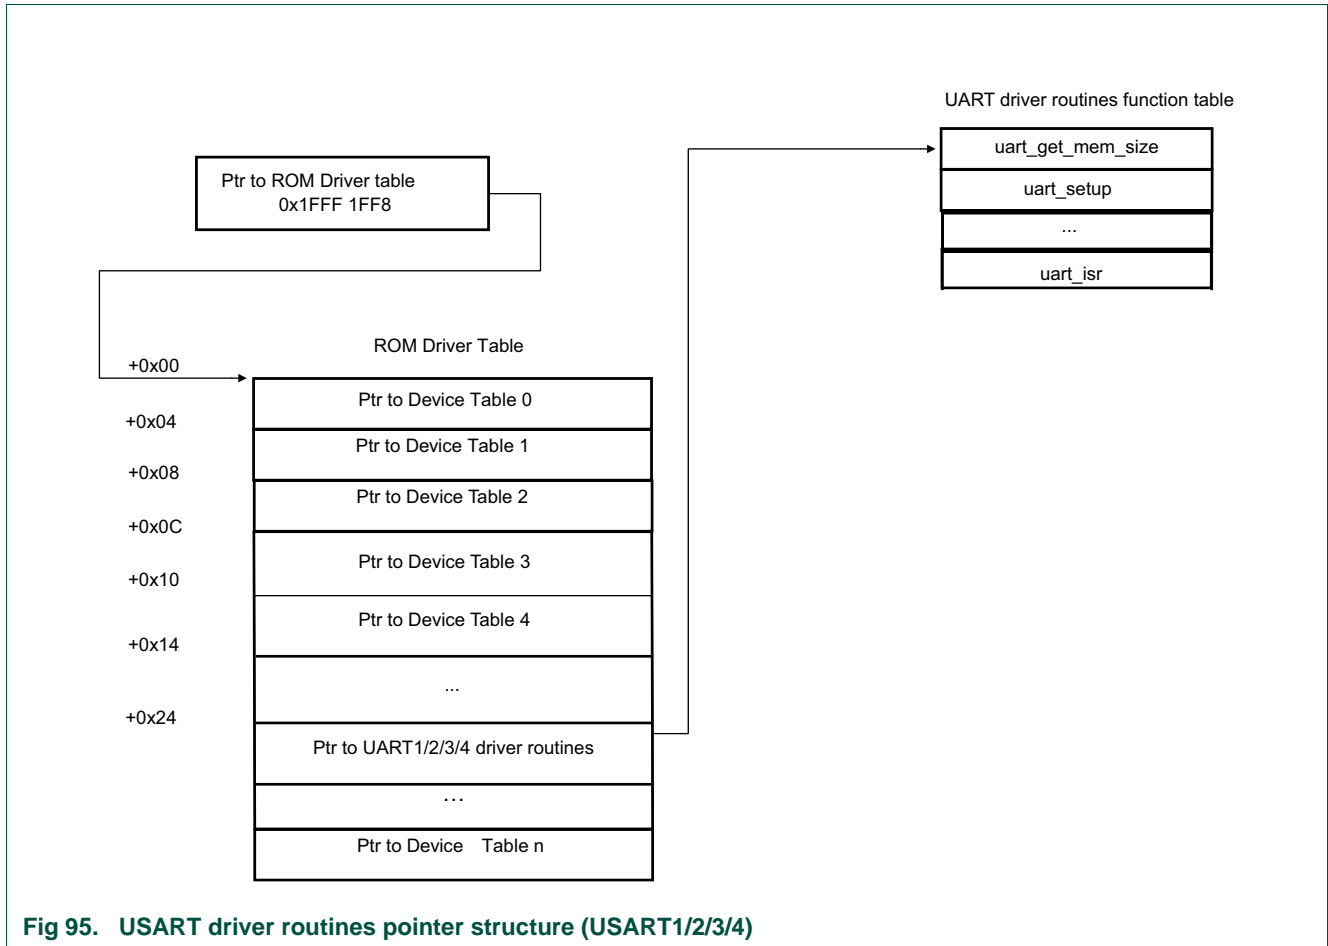 UART driver routines function table
uart_get_mem_size
uart_setup
...
uart_isr
Ptr to ROM Driver table
0x1FFF 1FF8
ROM Driver Table
+0x00
Ptr to Device Table 0
+0x04
Ptr to Device Table 1
+0x08
Ptr to Device Table 2
+0x0C
Ptr to Device Table 3
+0x10
Ptr to Device Table 4
+0x14
...
+0x24
Ptr to UART1/2/3/4 driver routines
...
Ptr to Device Table n
Fig 95. USART driver routines pointer structure (USART1/2/3/4)